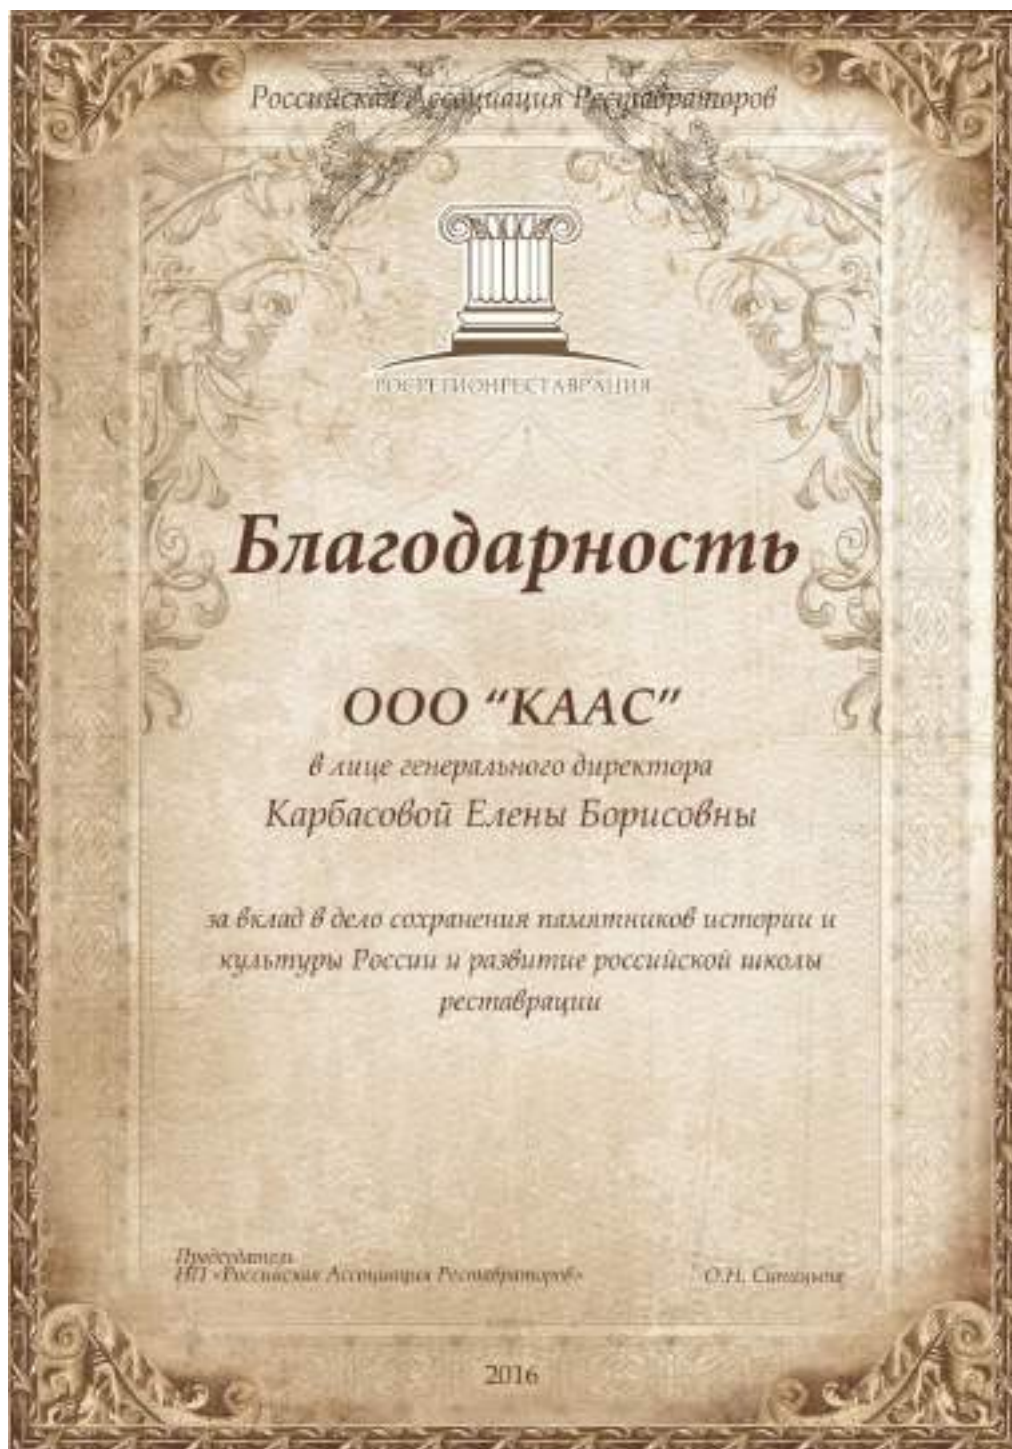 Российская Ассоциация Реставраторов
РОСРЕГИОНРЕСТАВРАЦИЯ
Благодарность
ООО “КААС”
в лице генерального директора
Карбасовой Елены Борисовны
за вклад в дело сохранения памятников истории и
культуры России и развитие российской школы
реставрации
Председатель
НП «Российская Ассоциация Реставраторов»
О.Н.
2016